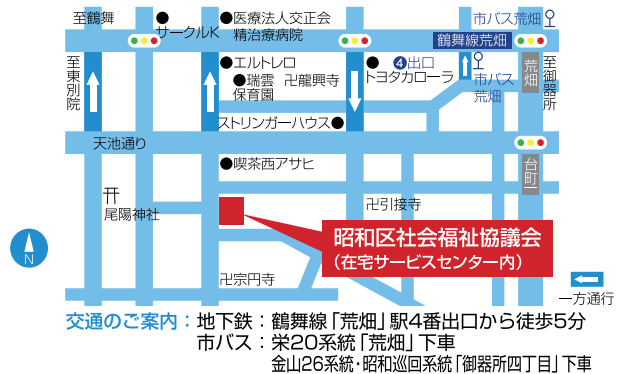 至鶴舞
サークルK
医療法人交正会
精治療病院
市バス荒畑
鶴舞線荒畑
至東別院
エルトレロ
瑞雲
保育園
卍龍興寺
トヨタカローラ
4出口
市バス
荒畑
荒畑
至御器所
ストリンガーハウス
天池通り
喫茶西アサヒ
台町
尾陽神社
卍引接寺
昭和区社会福祉協議会
(在宅サービスセンター内)
N
卍宗円寺
一方通行
交通のご案内:地下鉄:鶴舞線「荒畑」駅4番出口から徒歩5分
市バス:栄20系統「荒畑」下車
金山26系統・昭和巡回系統「御器所四丁目」下車